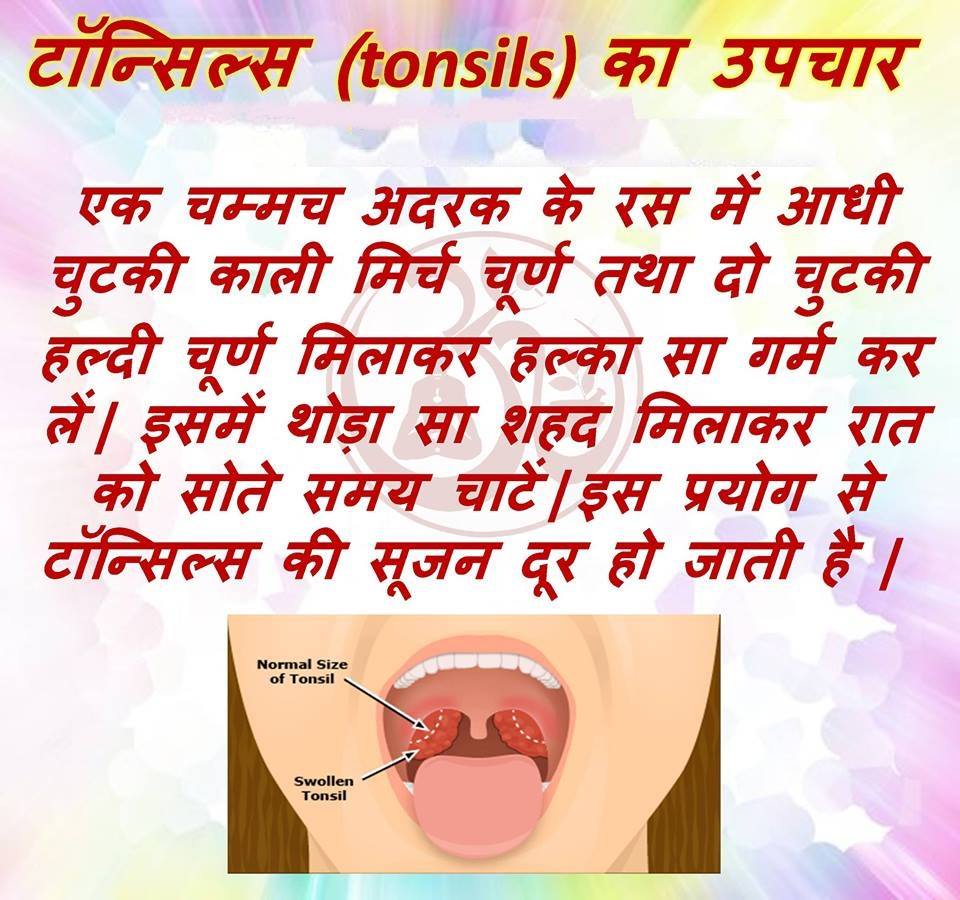 टॉन्सिल्स (tonsils) का उपचार
एक चम्मच अदरक के रस में आधी
चुटकी काली मिर्च चूर्ण तथा दो चुटकी
हल्दी चूर्ण मिलाकर हल्का सा गर्म कर
लें| इसमें थोड़ा सा शहद मिलाकर रात
को सोते समय चाटें|इस प्रयोग से
टॉन्सिल्स की सूजन दूर हो जाती है |
Normal Size
of Tonsil
Swollen
Tonsil